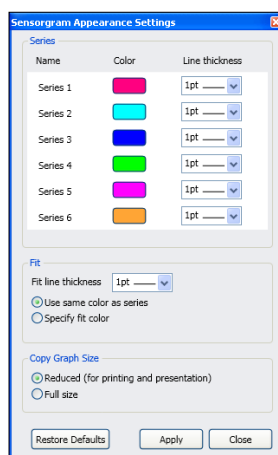 Sensorgram Appearance Settings
Series
Name Color Line thickness
Series 1 1pt
Series 2 1pt
Series 3 1pt
Series 4 1pt
Series 5 1pt
Series 6 1pt
Fit
Fit line thickness 1pt
Use same color as series
Specify fit color
Copy Graph Size
Reduced (for printing and presentation)
Full size
Restore Defaults Apply Close